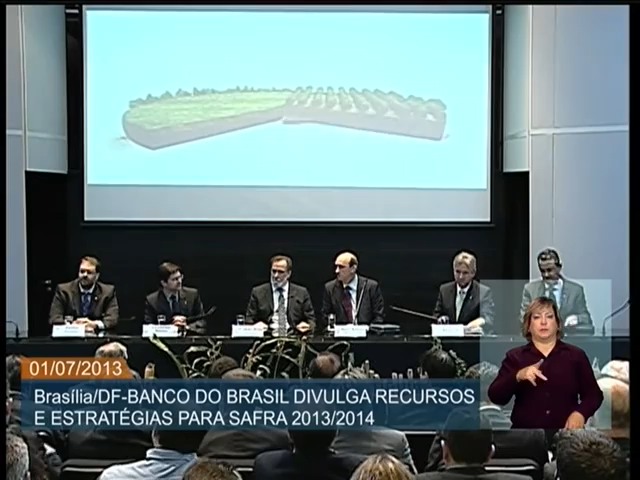 01/07/2013
Brasília/DF-BANCO DO BRASIL DIVULGA RECURSOS
E ESTRATÉGIAS PARA SAFRA 2013/2014